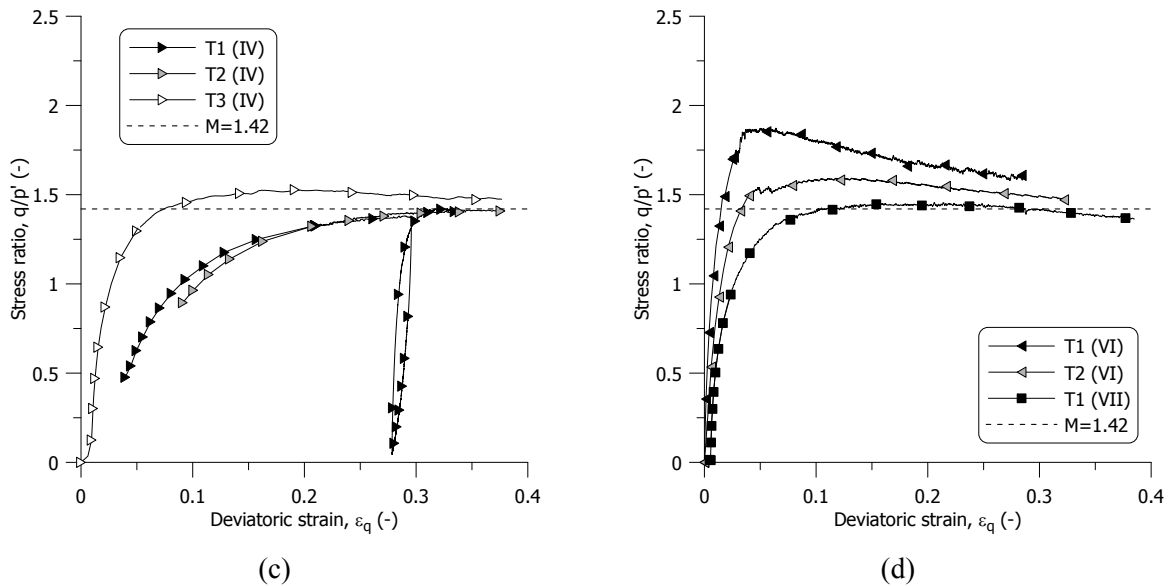 2.5
2
1.5
1
0.5
0
Stress ratio, q/p' (-)
T1 (IV)
T2 (IV)
T3 (IV)
M=1.42
0 0.1 0.2 0.3 0.4
Deviatoric strain, εq (-)
(c)
2.5
2
1.5
1
0.5
0
Stress ratio, q/p' (-)
T1 (VI)
T2 (VI)
T1 (VII)
M=1.42
0 0.1 0.2 0.3 0.4
Deviatoric strain, εq (-)
(d)